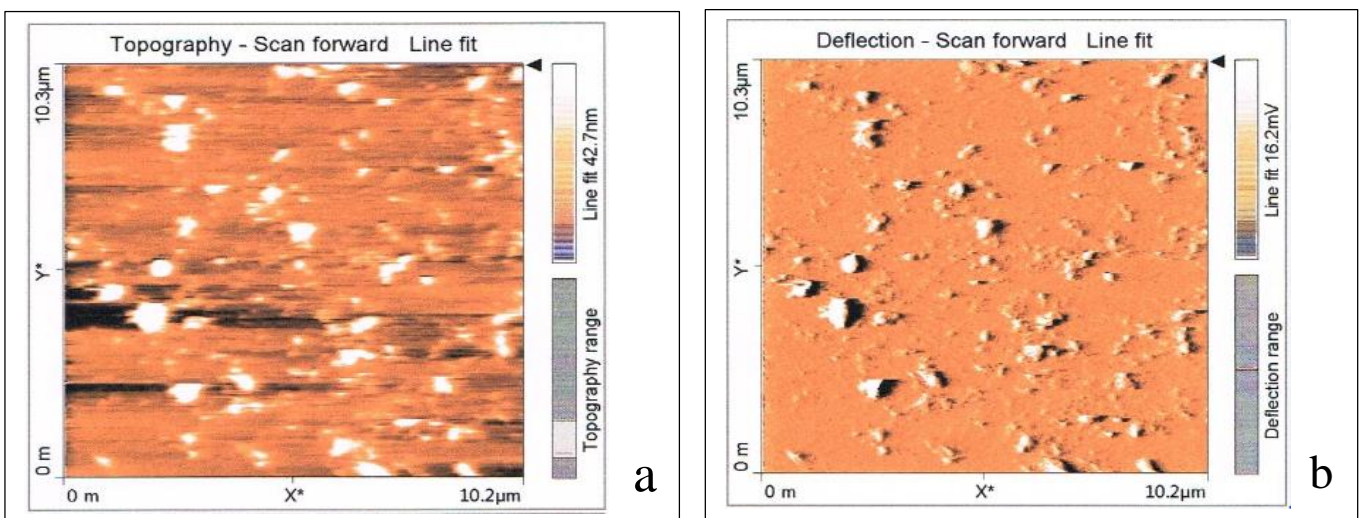 Topography - Scan forward Line fit
10.3µm
Y*
0 m
0 m
X*
10.2µm
Line fit 42.7nm
Topography range
a
Deflection - Scan forward Line fit
10.3µm
Y*
0 m
0 m
X*
10.2µm
Line fit 16.2mV
Deflection range
b